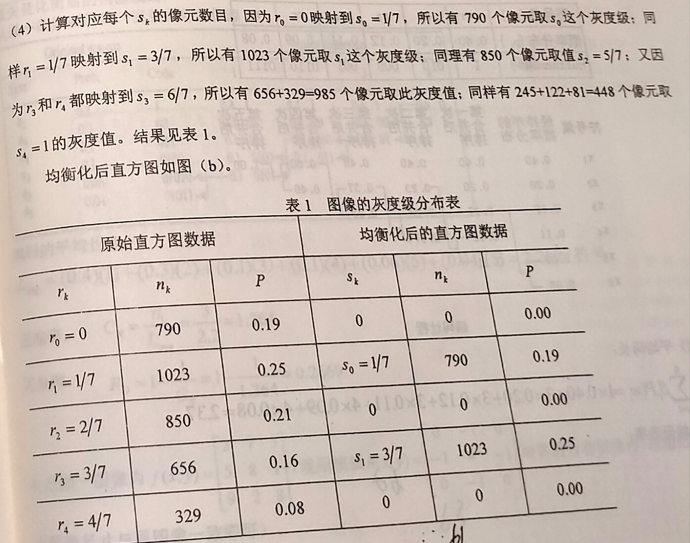 (4) 计算对应每个 s_k 的像元数目，因为 r_0 = 0 映射到 s_0 = 1/7，所以有 790 个像元取 s_0 这个灰度级；同
样 r_1 = 1/7 映射到 s_1 = 3/7，所以有 1023 个像元取 s_1 这个灰度级；同理有 850 个像元取值 s_2 = 5/7；又因
为 r_3 和 r_4 都映射到 s_3 = 6/7，所以有 656+329=985 个像元取此灰度值；同样有 245+122+81=448 个像元取
s_4 = 1 的灰度值。结果见表 1。
均衡化后直方图如图（b）。
表 1 图像的灰度级分布表
原始直方图数据 均衡化后的直方图数据
r_k n_k P s_k n_k P
r_0 = 0 790 0.19 0 0 0.00
r_1 = 1/7 1023 0.25 s_0 = 1/7 790 0.19
r_2 = 2/7 850 0.21 0 0 0.00
r_3 = 3/7 656 0.16 s_1 = 3/7 1023 0.25
r_4 = 4/7 329 0.08 0 0 0.00